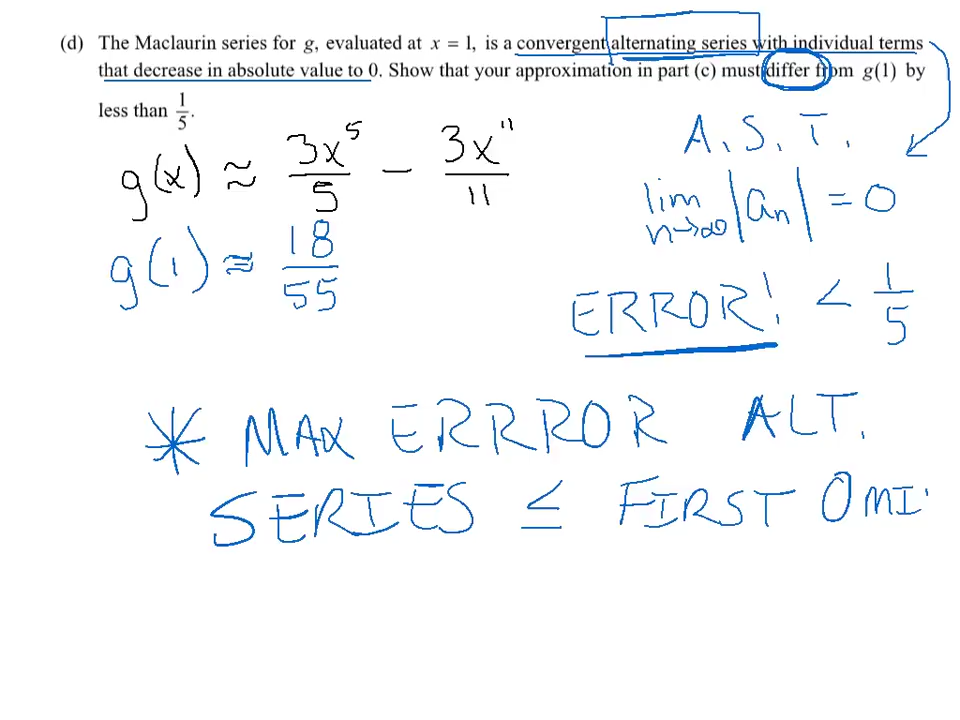 (d) The Maclaurin series for g, evaluated at x = 1, is a convergent alternating series with individual terms
that decrease in absolute value to 0. Show that your approximation in part (c) must differ from g(1) by
less than 1/5.
g(x) ≈ 3x^5/5 − 3x^11/11
A.S.T.
lim n→∞ |an| = 0
g(1) ≈ 18/55
ERROR! < 1/5
* MAX ERRROR ALT.
SERIES ≤ FIRST OMI